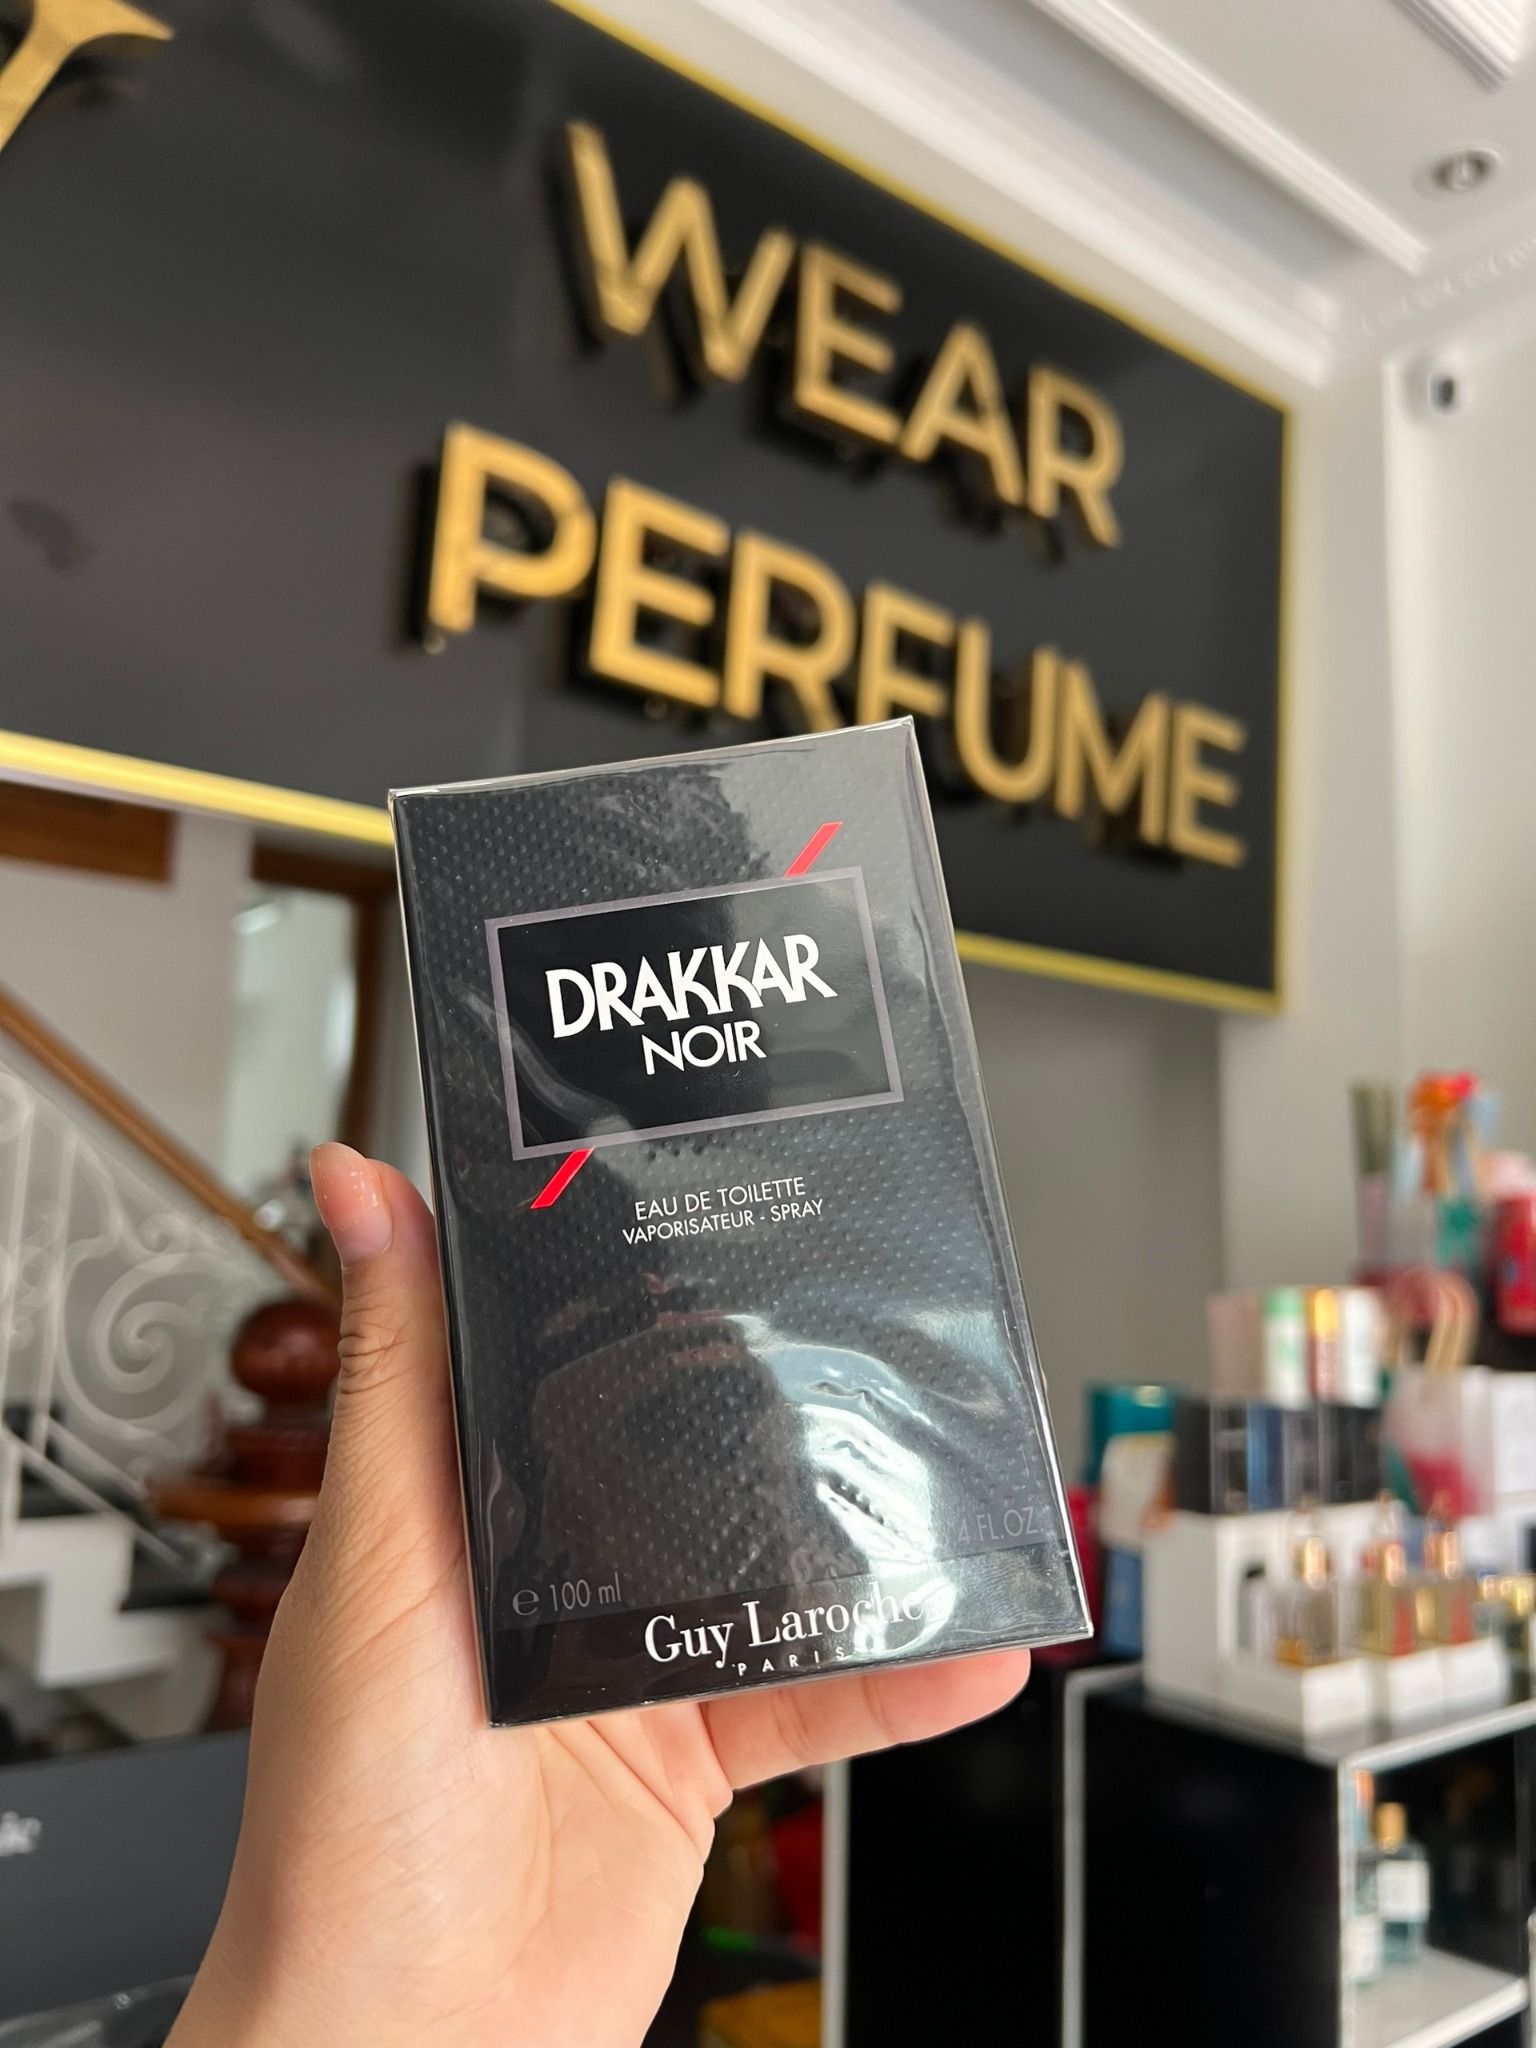 WEAR
PERFUME
DRAKKAR
NOIR
EAU DE TOILETTE
VAPORISATEUR - SPRAY
e 100 ml
4 FL.OZ.
Guy Laroche
PARIS